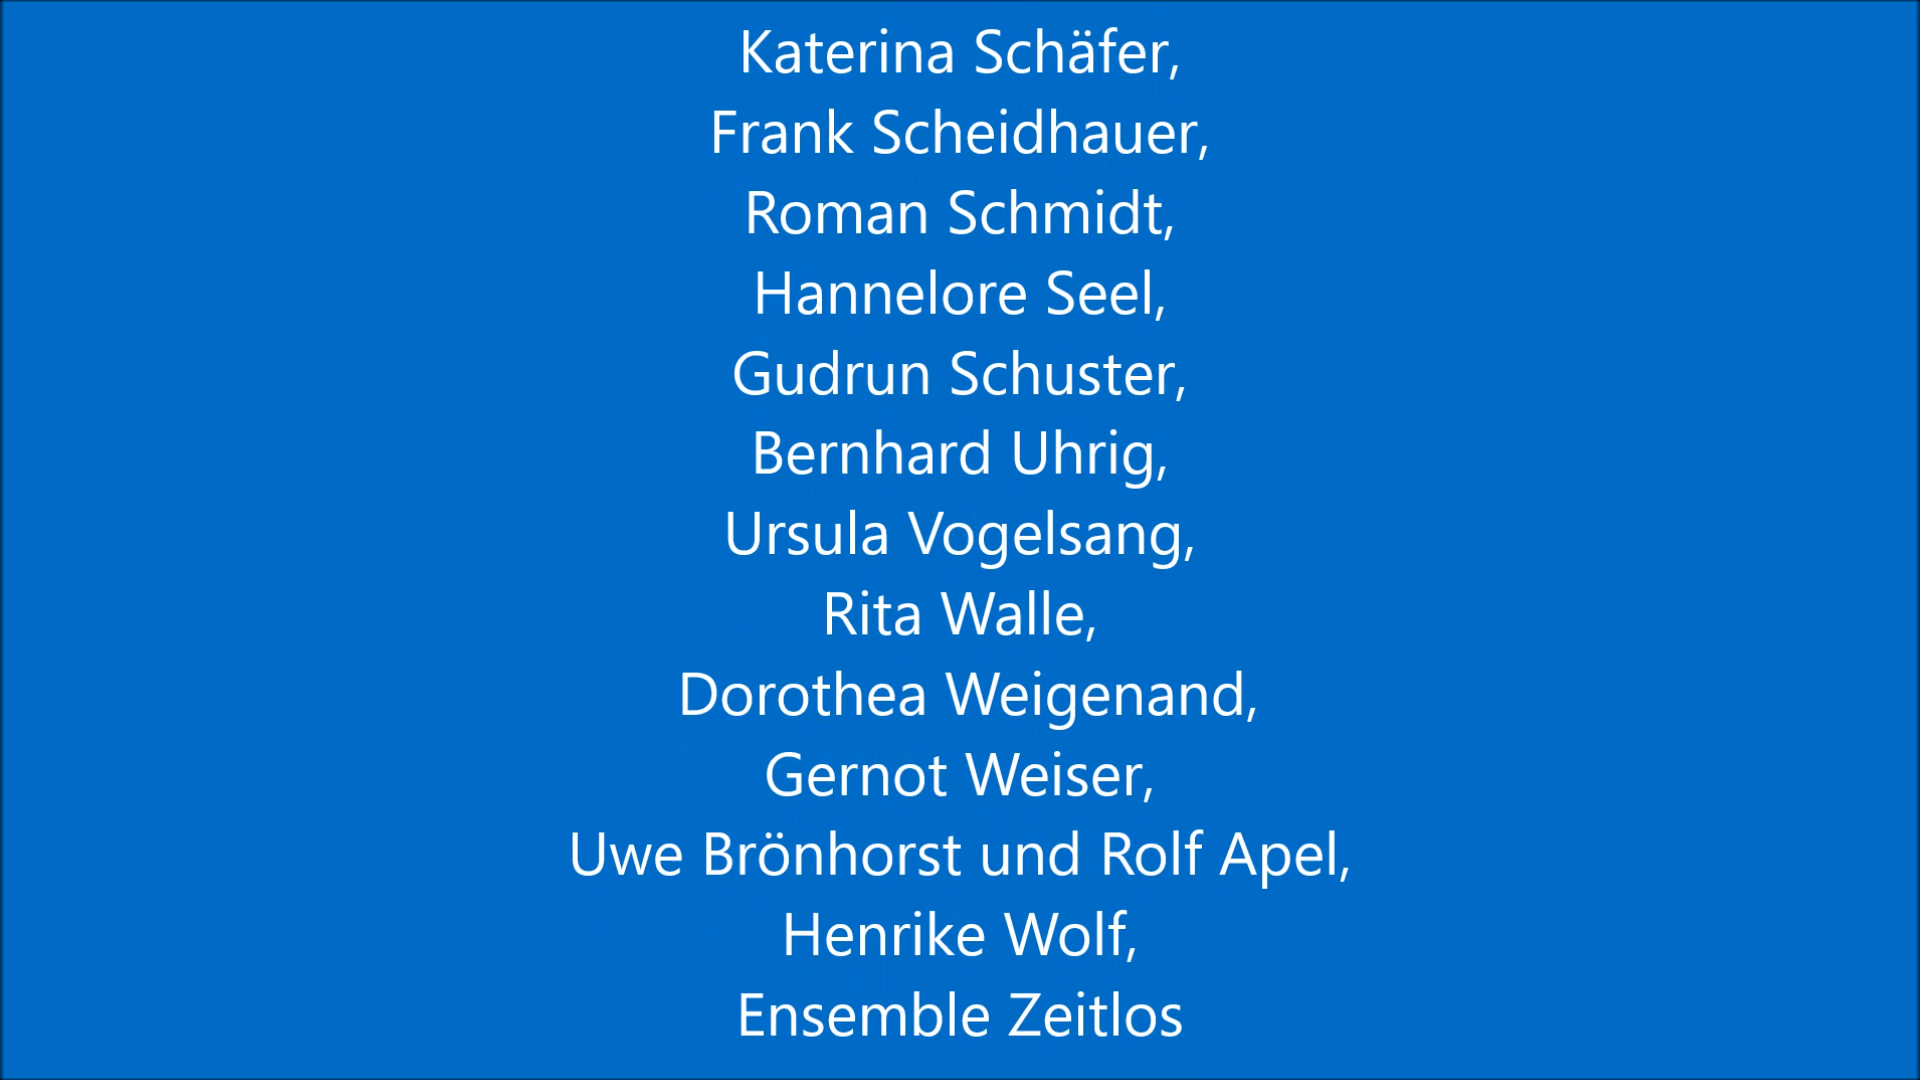 Katerina Schäfer,
Frank Scheidhauer,
Roman Schmidt,
Hannelore Seel,
Gudrun Schuster,
Bernhard Uhrig,
Ursula Vogelsang,
Rita Walle,
Dorothea Weigenand,
Gernot Weiser,
Uwe Brönhorst und Rolf Apel,
Henrike Wolf,
Ensemble Zeitlos